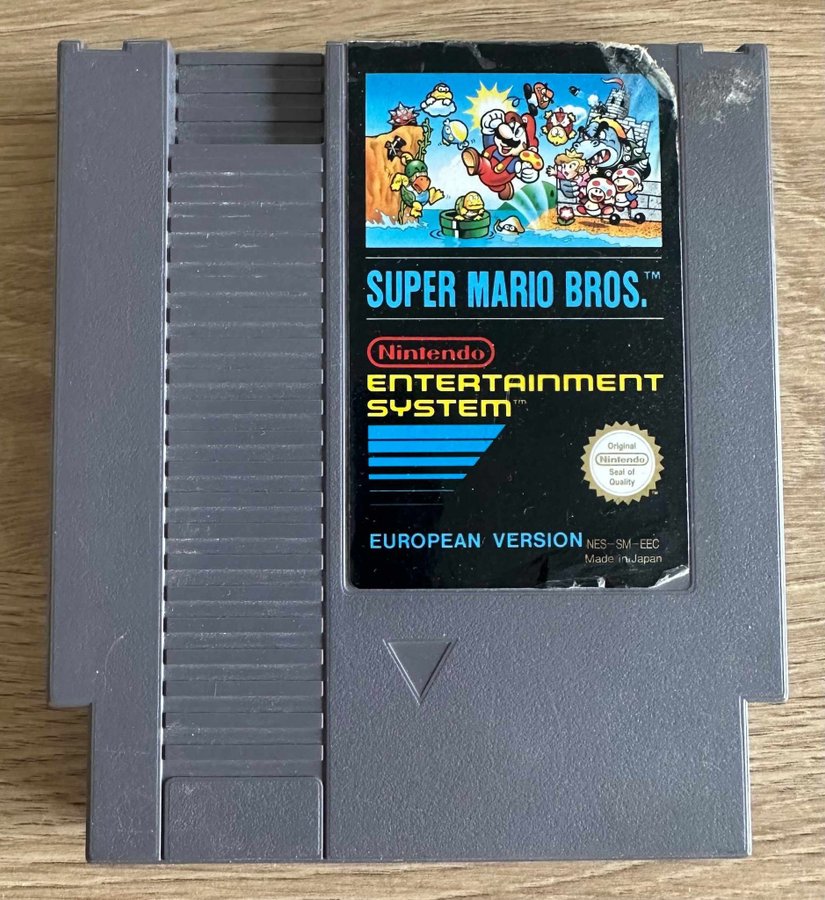 SUPER MARIO BROS.™
Nintendo
ENTERTAINMENT
SYSTEM™
Original
Nintendo
Seal of
Quality
™
EUROPEAN VERSION NES-SM-EEC
Made in Japan